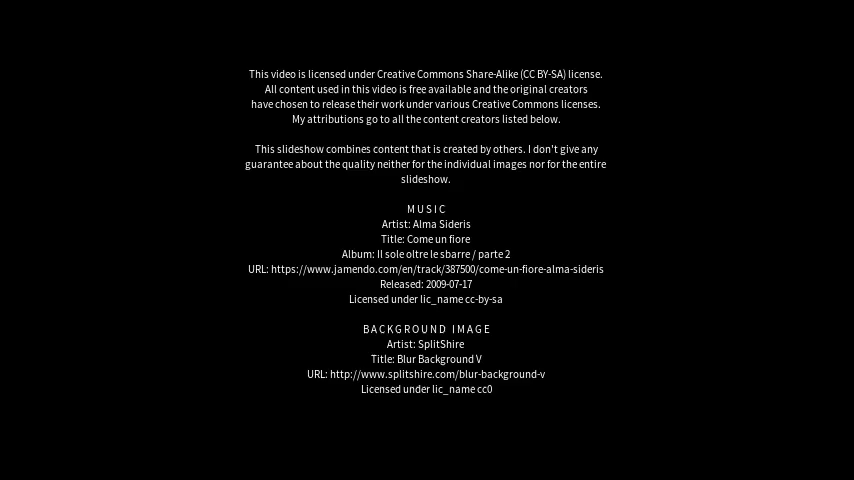 This video is licensed under Creative Commons Share-Alike (CC BY-SA) license.
All content used in this video is free available and the original creators
have chosen to release their work under various Creative Commons licenses.
My attributions go to all the content creators listed below.
This slideshow combines content that is created by others. I don't give any
guarantee about the quality neither for the individual images nor for the entire
slideshow.
MUSIC
Artist: Alma Sideris
Title: Come un fiore
Album: Il sole oltre le sbarre / parte 2
URL: https://www.jamendo.com/en/track/387500/come-un-fiore-alma-sideris
Released: 2009-07-17
Licensed under lic_name cc-by-sa
BACKGROUND IMAGE
Artist: SplitShire
Title: Blur Background V
URL: http://www.splitshire.com/blur-background-v
Licensed under lic_name cc0